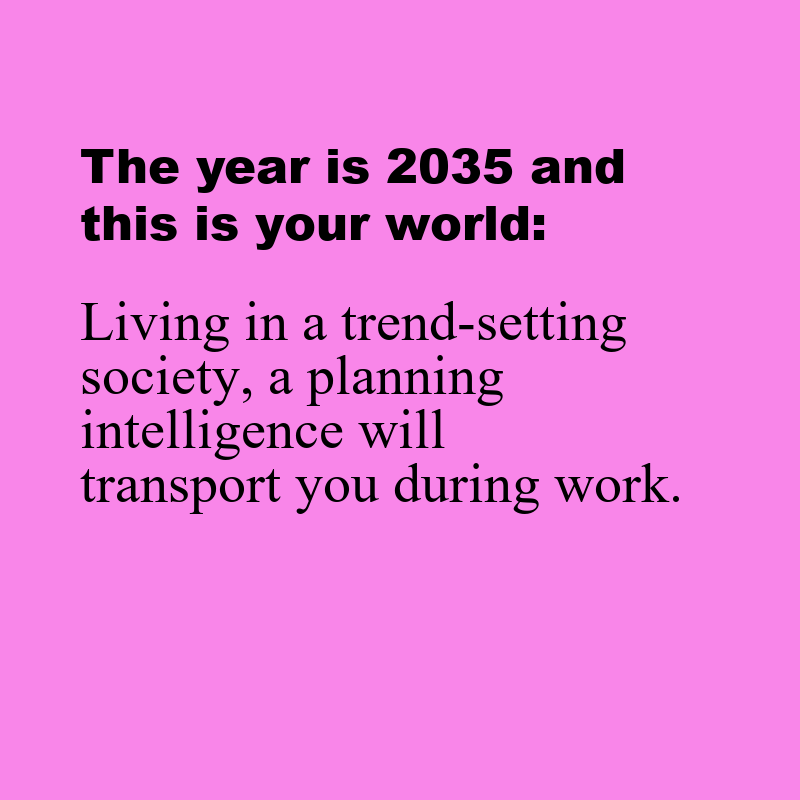 The year is 2035 and
this is your world:
Living in a trend-setting
society, a planning
intelligence will
transport you during work.